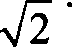 √2 .